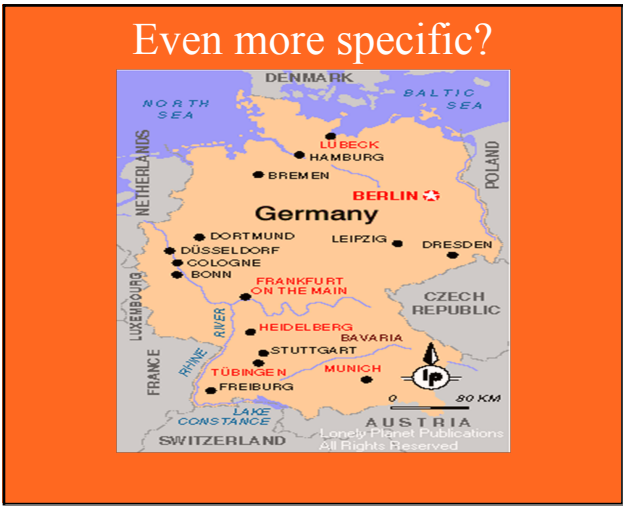 Even more specific?
DENMARK
NORTH
SEA
BALTIC
SEA
LÜBECK
HAMBURG
BREMEN
NETHERLANDS
POLAND
BERLIN
Germany
DORTMUND
LEIPZIG
DRESDEN
DÜSSELDORF
COLOGNE
BONN
FRANKFURT
ON THE MAIN
LUXEMBOURG
CZECH
REPUBLIC
RIVER
RHINE
HEIDELBERG
BAVARIA
STUTTGART
FRANCE
TÜBINGEN
MUNICH
lp
FREIBURG
0 80 KM
LAKE
CONSTANCE
AUSTRIA
SWITZERLAND
Lonely Planet Publications
All Rights Reserved